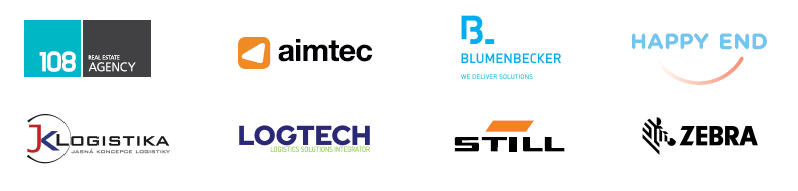 108 REAL ESTATE
AGENCY
aimtec
B_
BLUMENBECKER
WE DELIVER SOLUTIONS
HAPPY END
JK LOGISTIKA
JASNÁ KONCEPCE LOGISTIKY
LOGTECH
LOGISTICS SOLUTIONS INTEGRATOR
STILL
ZEBRA